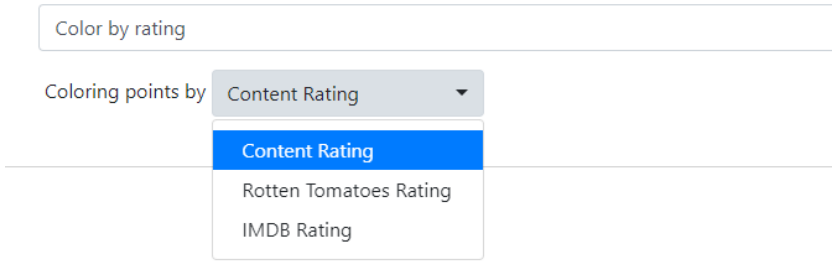 Color by rating
Coloring points by Content Rating
Content Rating
Rotten Tomatoes Rating
IMDB Rating